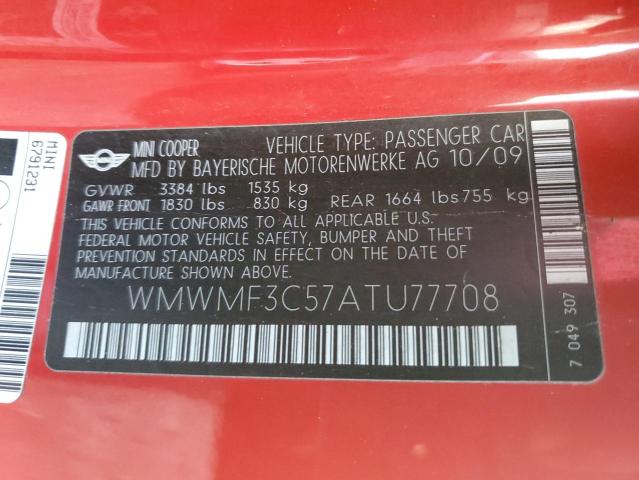 MINI
6791231
MINI COOPER VEHICLE TYPE: PASSENGER CAR
MFD BY BAYERISCHE MOTORENWERKE AG 10/09
GVWR 3384 lbs 1535 kg
GAWR FRONT 1830 lbs 830 kg REAR 1664 lbs 755 kg
THIS VEHICLE CONFORMS TO ALL APPLICABLE U.S.
FEDERAL MOTOR VEHICLE SAFETY, BUMPER AND THEFT
PREVENTION STANDARDS IN EFFECT ON THE DATE OF
MANUFACTURE SHOWN ABOVE.
WMWMF3C57ATU77708
7 049 307